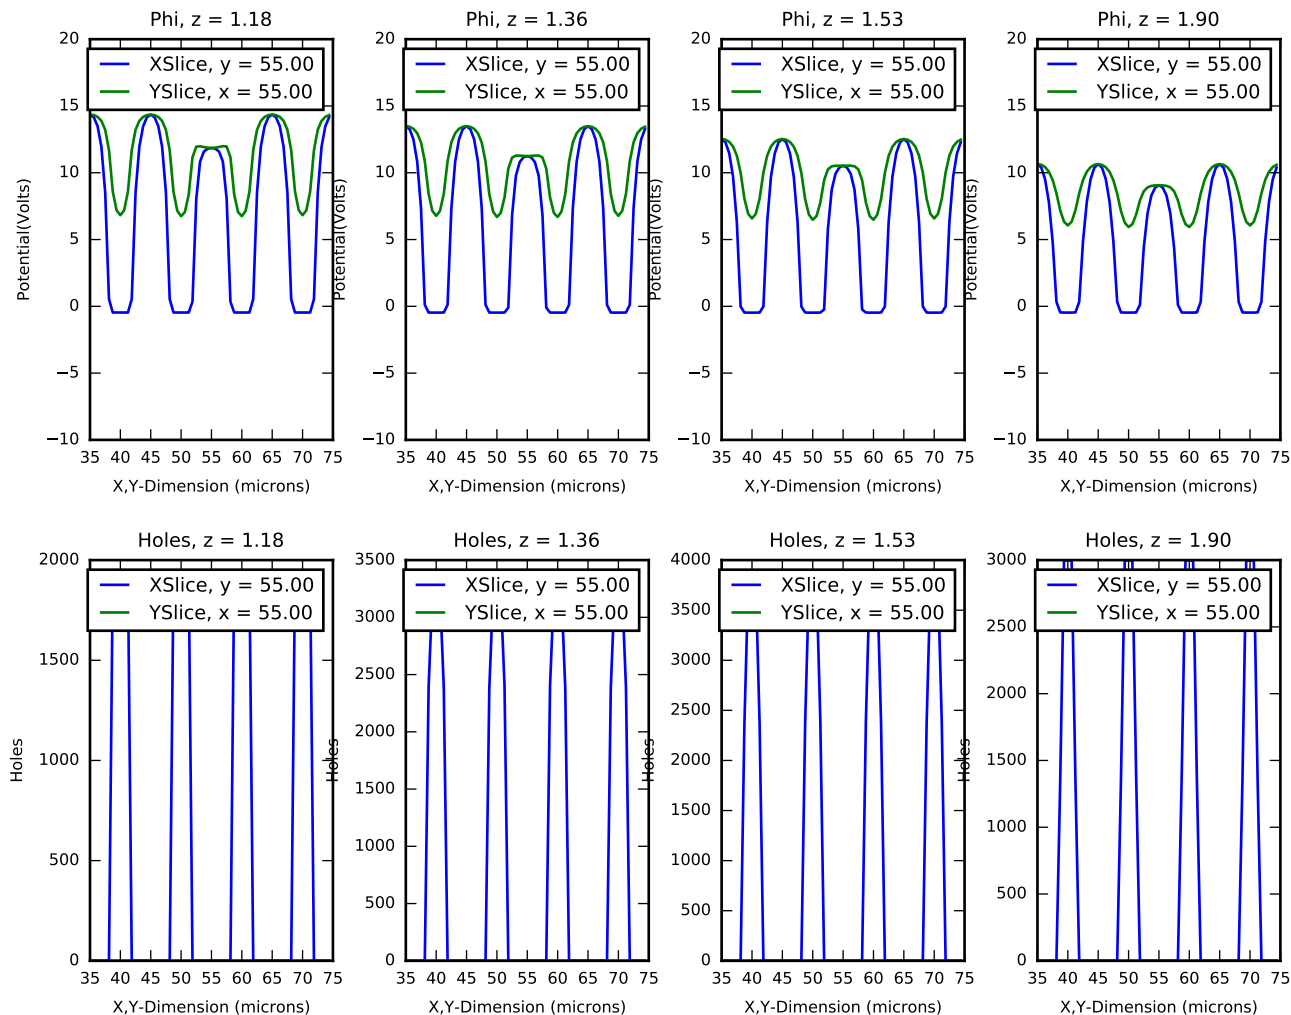 Phi, z = 1.18
20
15
10
5
0
−5
−10
Potential(Volts)
XSlice, y = 55.00
YSlice, x = 55.00
35 40 45 50 55 60 65 70 75
X,Y-Dimension (microns)
Phi, z = 1.36
20
15
10
5
0
−5
−10
Potential(Volts)
XSlice, y = 55.00
YSlice, x = 55.00
35 40 45 50 55 60 65 70 75
X,Y-Dimension (microns)
Phi, z = 1.53
20
15
10
5
0
−5
−10
Potential(Volts)
XSlice, y = 55.00
YSlice, x = 55.00
35 40 45 50 55 60 65 70 75
X,Y-Dimension (microns)
Phi, z = 1.90
20
15
10
5
0
−5
−10
Potential(Volts)
XSlice, y = 55.00
YSlice, x = 55.00
35 40 45 50 55 60 65 70 75
X,Y-Dimension (microns)
Holes, z = 1.18
2000
1500
1000
500
0
Holes
XSlice, y = 55.00
YSlice, x = 55.00
35 40 45 50 55 60 65 70 75
X,Y-Dimension (microns)
Holes, z = 1.36
3500
3000
2500
2000
1500
1000
500
0
Holes
XSlice, y = 55.00
YSlice, x = 55.00
35 40 45 50 55 60 65 70 75
X,Y-Dimension (microns)
Holes, z = 1.53
4000
3500
3000
2500
2000
1500
1000
500
0
Holes
XSlice, y = 55.00
YSlice, x = 55.00
35 40 45 50 55 60 65 70 75
X,Y-Dimension (microns)
Holes, z = 1.90
3000
2500
2000
1500
1000
500
0
Holes
XSlice, y = 55.00
YSlice, x = 55.00
35 40 45 50 55 60 65 70 75
X,Y-Dimension (microns)